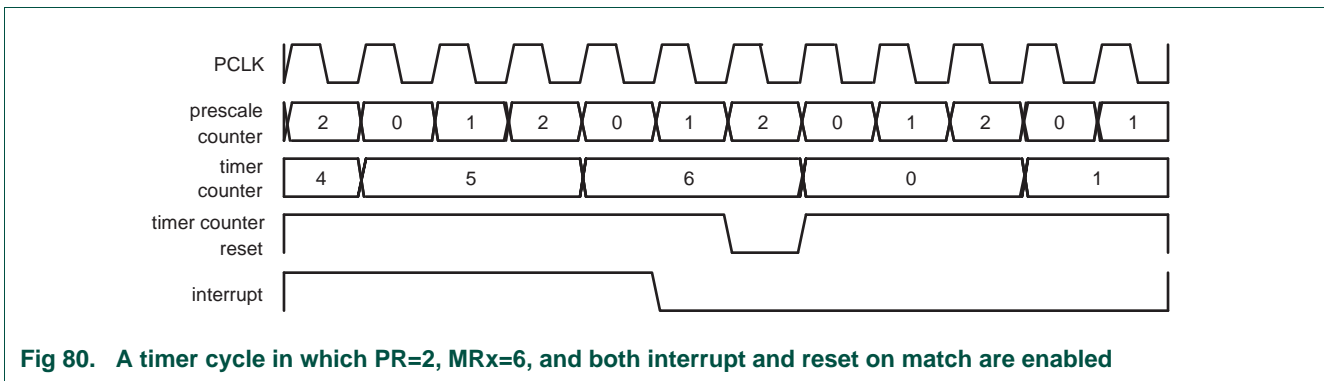 PCLK
prescale
counter
2 0 1 2 0 1 2 0 1 2 0 1
timer
counter
4 5 6 0 1
timer counter
reset
interrupt
Fig 80. A timer cycle in which PR=2, MRx=6, and both interrupt and reset on match are enabled